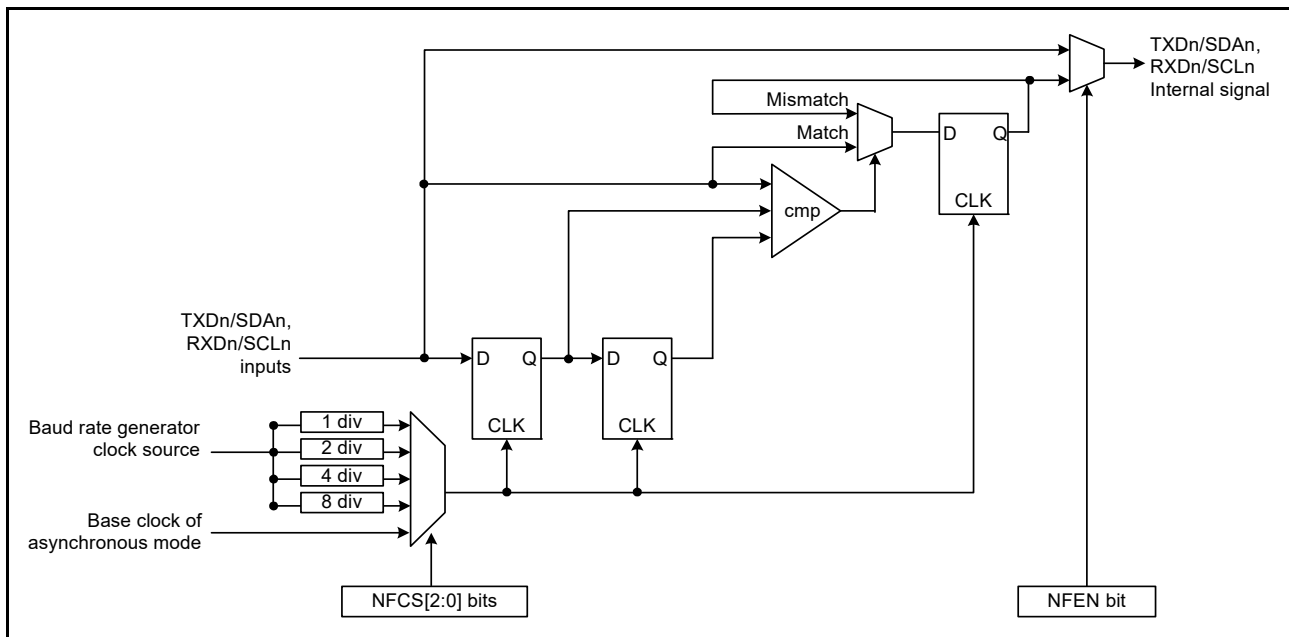 TXDn/SDAn,
RXDn/SCLn
Internal signal
Mismatch
Match
D
Q
CLK
cmp
TXDn/SDAn,
RXDn/SCLn
inputs
D
Q
CLK
D
Q
CLK
Baud rate generator
clock source
1 div
2 div
4 div
8 div
Base clock of
asynchronous mode
NFCS[2:0] bits
NFEN bit